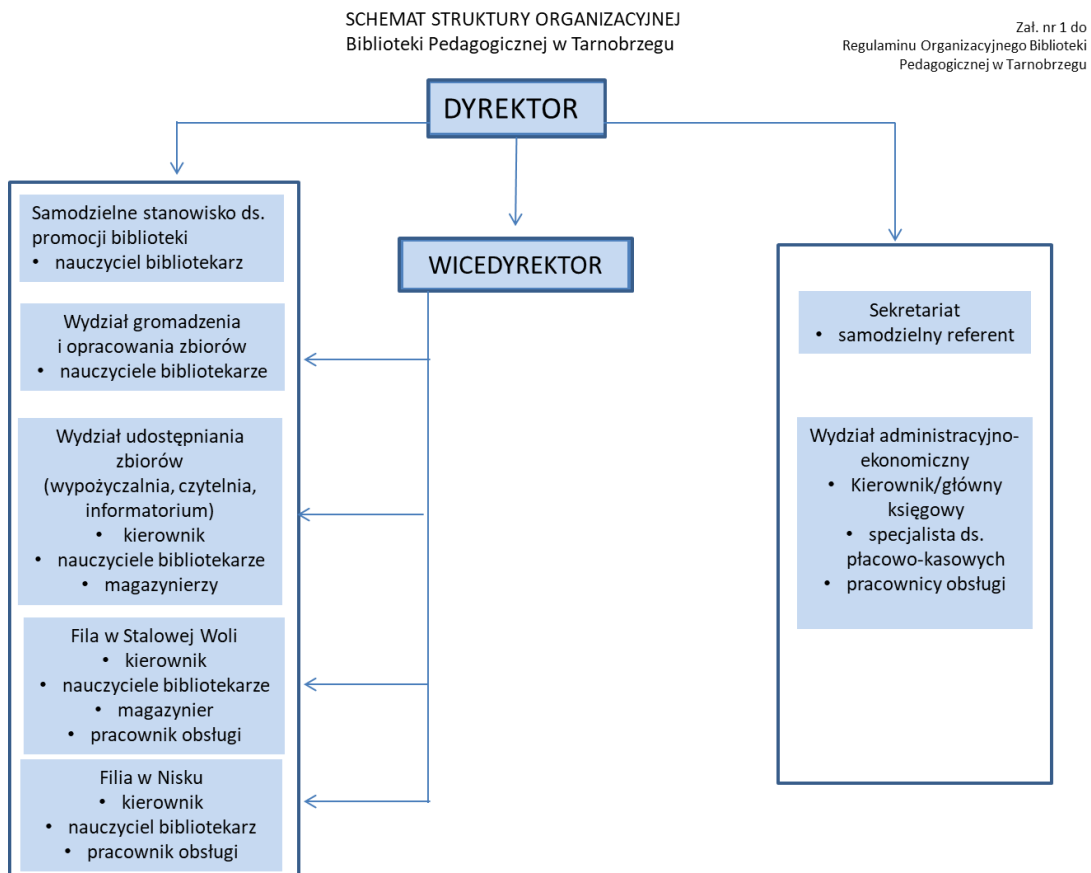 SCHEMAT STRUKTURY ORGANIZACYJNEJ
Biblioteki Pedagogicznej w Tarnobrzegu
Zał. nr 1 do
Regulaminu Organizacyjnego Biblioteki
Pedagogicznej w Tarnobrzegu
DYREKTOR
Samodzielne stanowisko ds.
promocji biblioteki
• nauczyciel bibliotekarz
Wydział gromadzenia
i opracowania zbiorów
• nauczyciele bibliotekarze
Wydział udostępniania
zbiorów
(wypożyczalnia, czytelnia,
informatorium)
• kierownik
• nauczyciele bibliotekarze
• magazynierzy
Fila w Stalowej Woli
• kierownik
• nauczyciele bibliotekarze
• magazynier
• pracownik obsługi
Filia w Nisku
• kierownik
• nauczyciel bibliotekarz
• pracownik obsługi
WICEDYREKTOR
Sekretariat
• samodzielny referent
Wydział administracyjno-
ekonomiczny
• Kierownik/główny
księgowy
• specjalista ds.
płacowo-kasowych
• pracownicy obsługi